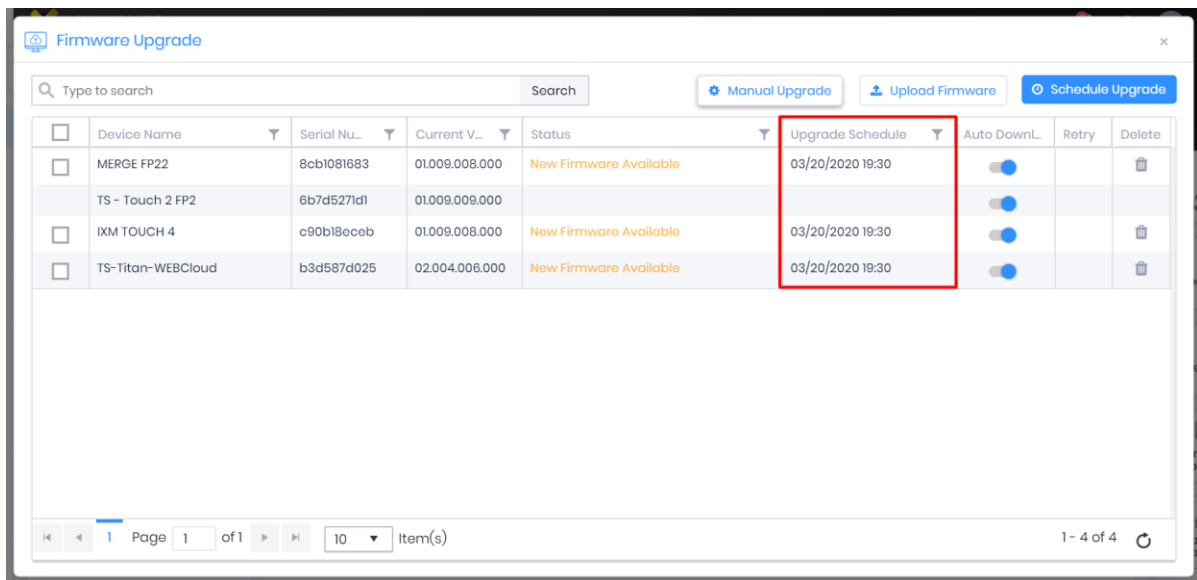 Firmware Upgrade
Type to search Search Manual Upgrade Upload Firmware Schedule Upgrade
Device Name Serial Nu... Current V... Status Upgrade Schedule Auto Downl... Retry Delete
MERGE FP22 8cb1081683 01.009.008.000 New Firmware Available 03/20/2020 19:30
TS - Touch 2 FP2 6b7d5271d1 01.009.009.000
IXM TOUCH 4 c90b18eceb 01.009.008.000 New Firmware Available 03/20/2020 19:30
TS-Titan-WEBCloud b3d587d025 02.004.006.000 New Firmware Available 03/20/2020 19:30
1 Page 1 of 1 10 Item(s) 1 - 4 of 4